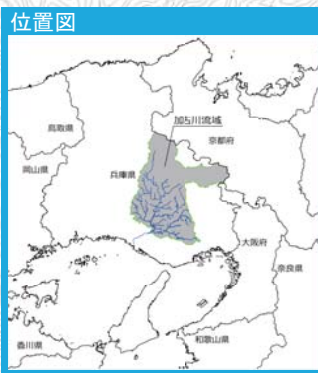 位置図
鳥取県
加古川流域
京都府
岡山県
兵庫県
大阪府
奈良県
香川県
和歌山県